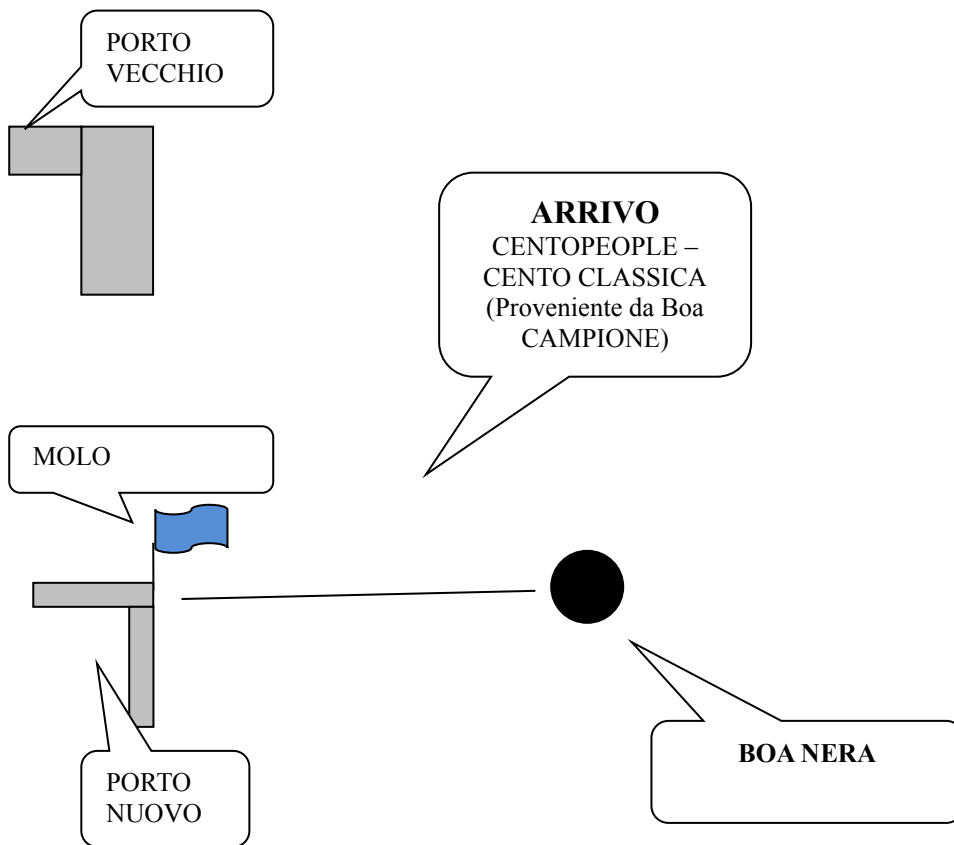 PORTO
VECCHIO
ARRIVO
CENTOPEOPLE –
CENTO CLASSICA
(Proveniente da Boa
CAMPIONE)
MOLO
BOA NERA
PORTO
NUOVO